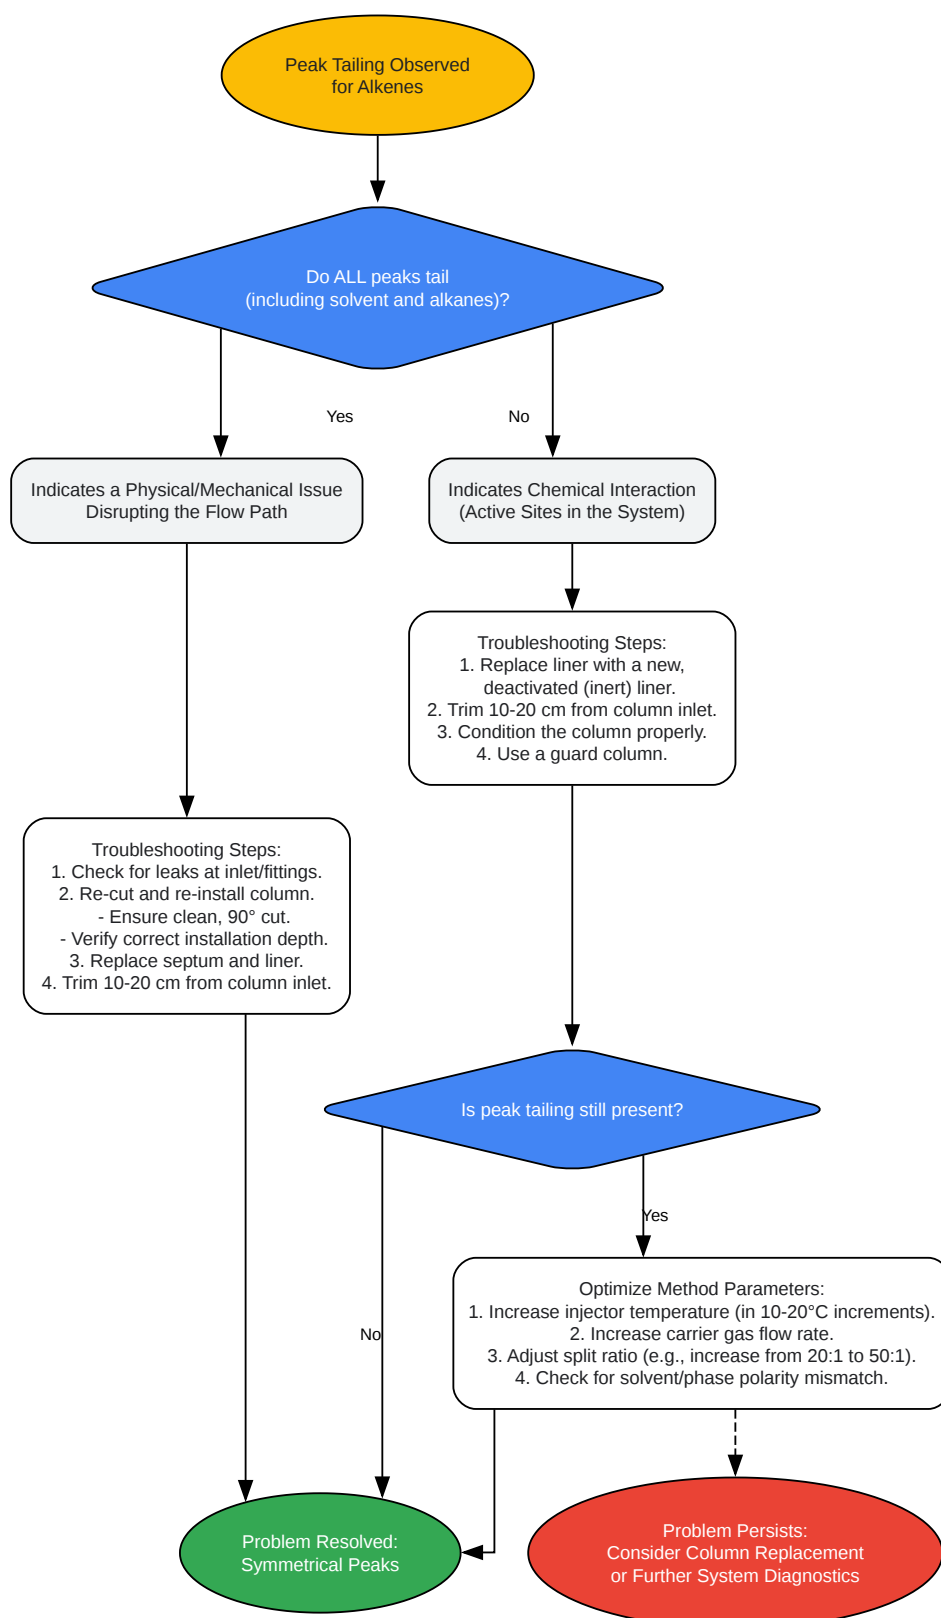 Peak Tailing Observed
for Alkenes
Do ALL peaks tail
(including solvent and alkanes)?
Yes
No
Indicates a Physical/Mechanical Issue
Disrupting the Flow Path
Indicates Chemical Interaction
(Active Sites in the System)
Troubleshooting Steps:
1. Replace liner with a new,
deactivated (inert) liner.
2. Trim 10-20 cm from column inlet.
3. Condition the column properly.
4. Use a guard column.
Troubleshooting Steps:
1. Check for leaks at inlet/fittings.
2. Re-cut and re-install column.
- Ensure clean, 90° cut.
- Verify correct installation depth.
3. Replace septum and liner.
4. Trim 10-20 cm from column inlet.
Is peak tailing still present?
Yes
Optimize Method Parameters:
1. Increase injector temperature (in 10-20°C increments).
2. Increase carrier gas flow rate.
3. Adjust split ratio (e.g., increase from 20:1 to 50:1).
4. Check for solvent/phase polarity mismatch.
No
Problem Resolved:
Symmetrical Peaks
Problem Persists:
Consider Column Replacement
or Further System Diagnostics